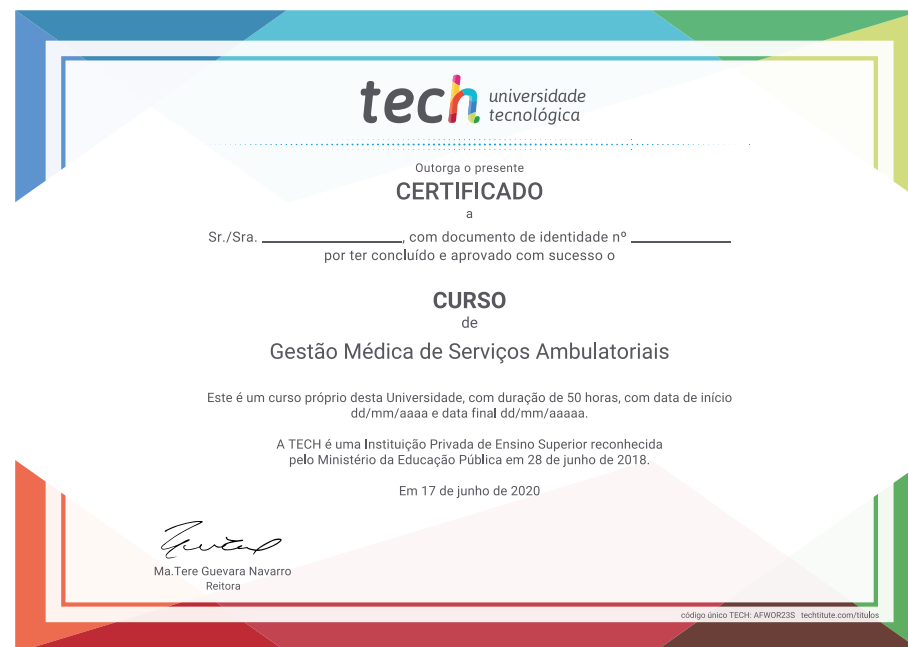 tech universidade
tecnológica
Outorga o presente
CERTIFICADO
a
Sr./Sra. ______________, com documento de identidade nº __________
por ter concluído e aprovado com sucesso o
CURSO
de
Gestão Médica de Serviços Ambulatoriais
Este é um curso próprio desta Universidade, com duração de 50 horas, com data de início
dd/mm/aaaa e data final dd/mm/aaaaa.
A TECH é uma Instituição Privada de Ensino Superior reconhecida
pelo Ministério da Educação Pública em 28 de junho de 2018.
Em 17 de junho de 2020
Ma.Tere Guevara Navarro
Reitora
código único TECH: AFWOR23S techtitute.com/titulos